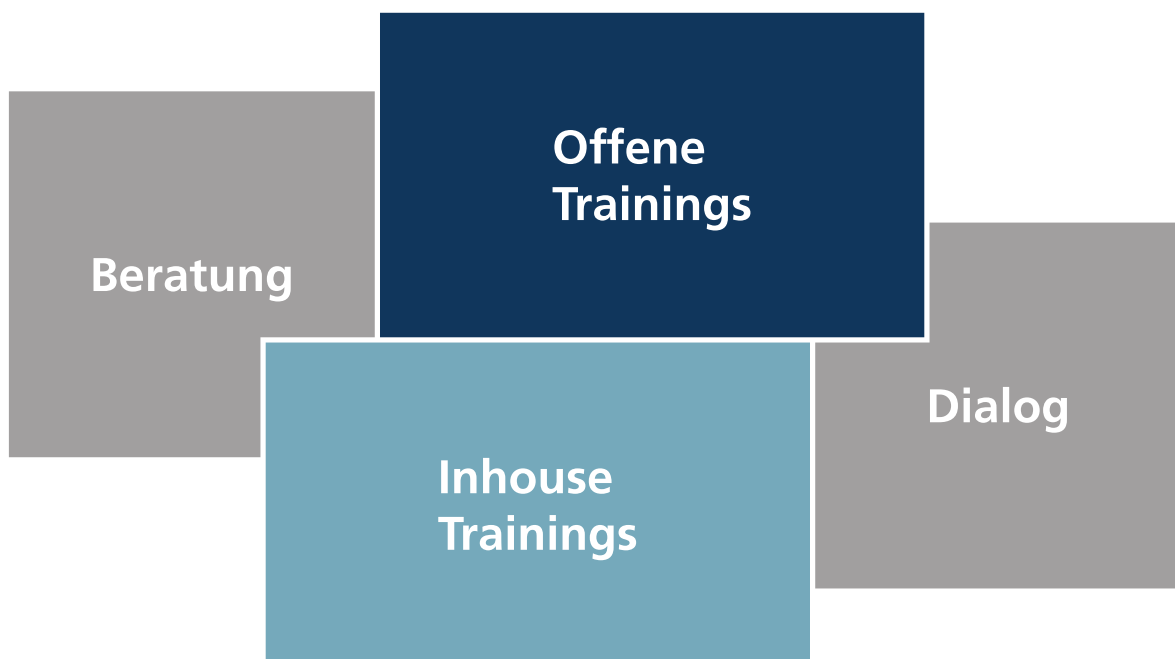 Offene
Trainings
Beratung
Dialog
Inhouse
Trainings